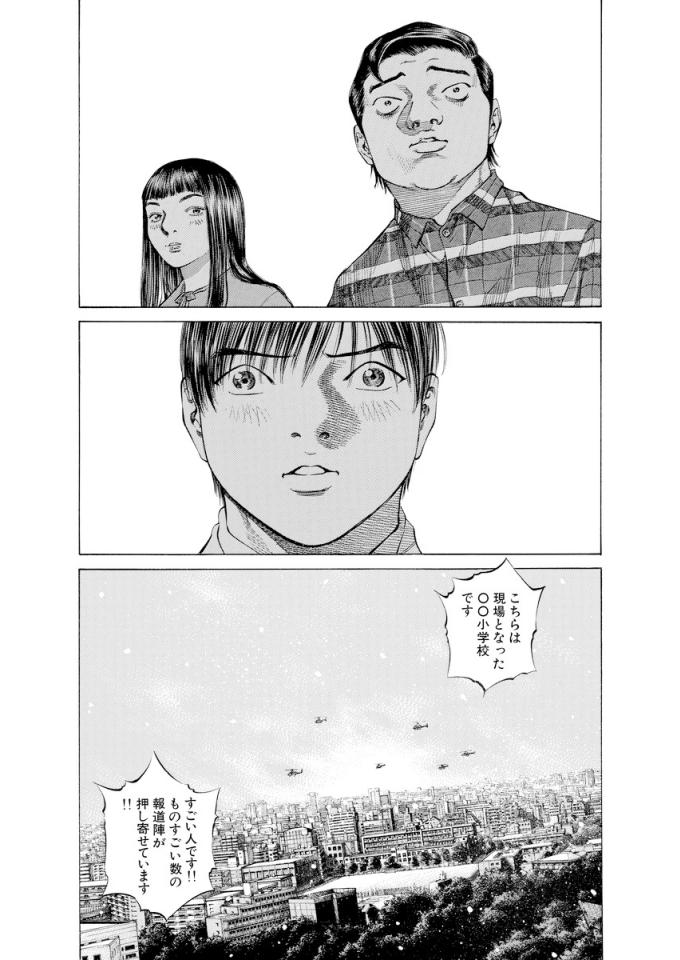 こちらは
現場となった
〇〇小学校
です
すごい人です!!
ものすごい数の
報道陣が
押し寄せています
!!